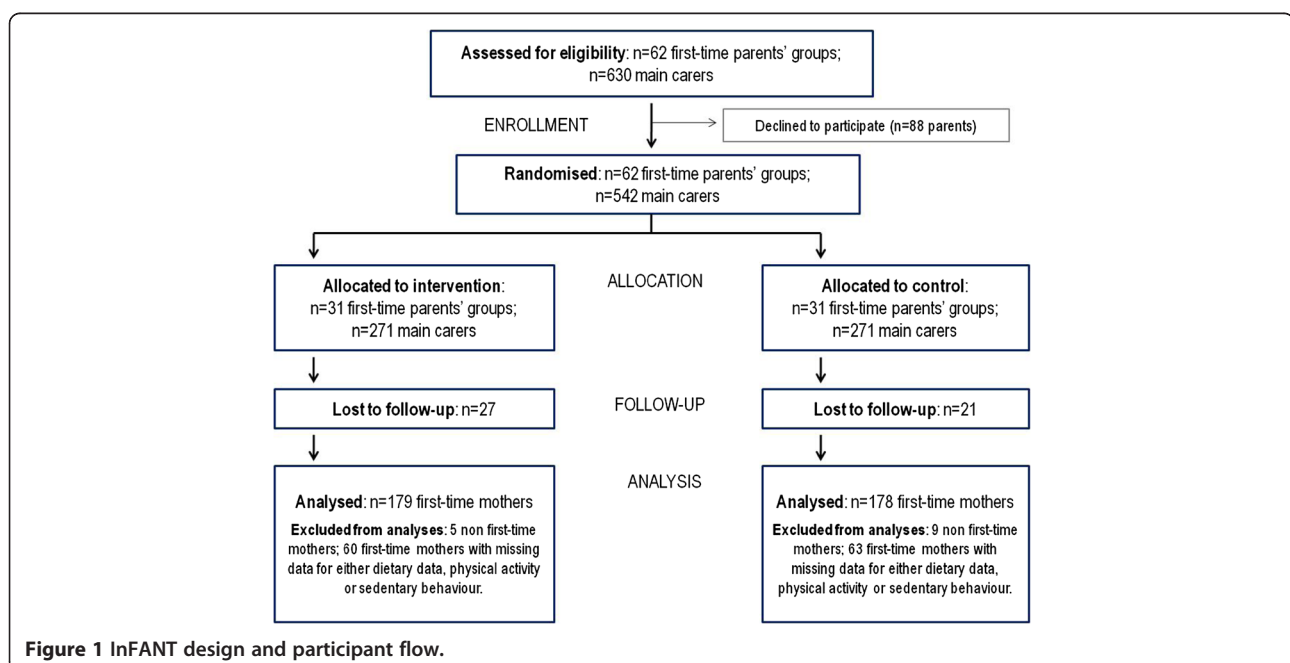 Assessed for eligibility: n=62 first-time parents’ groups;
n=630 main carers
ENROLLMENT
Declined to participate (n=88 parents)
Randomised: n=62 first-time parents’ groups;
n=542 main carers
ALLOCATION
Allocated to intervention:
n=31 first-time parents’ groups;
n=271 main carers
Allocated to control:
n=31 first-time parents’ groups;
n=271 main carers
FOLLOW-UP
Lost to follow-up: n=27
Lost to follow-up: n=21
ANALYSIS
Analysed: n=179 first-time mothers
Excluded from analyses: 5 non first-time
mothers; 60 first-time mothers with missing
data for either dietary data, physical activity
or sedentary behaviour.
Analysed: n=178 first-time mothers
Excluded from analyses: 9 non first-time
mothers; 63 first-time mothers with
missing data for either dietary data,
physical activity or sedentary behaviour.
Figure 1 InFANT design and participant flow.